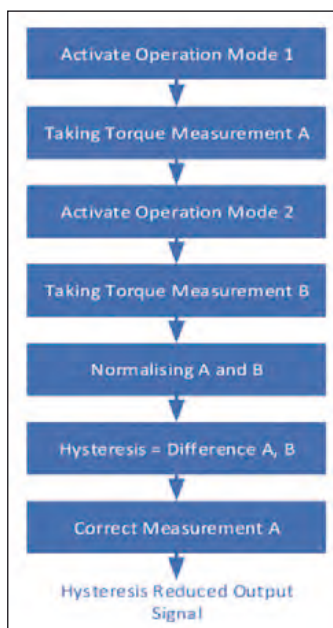 Activate Operation Mode 1
Taking Torque Measurement A
Activate Operation Mode 2
Taking Torque Measurement B
Normalising A and B
Hysteresis = Difference A, B
Correct Measurement A
Hysteresis Reduced Output
Signal